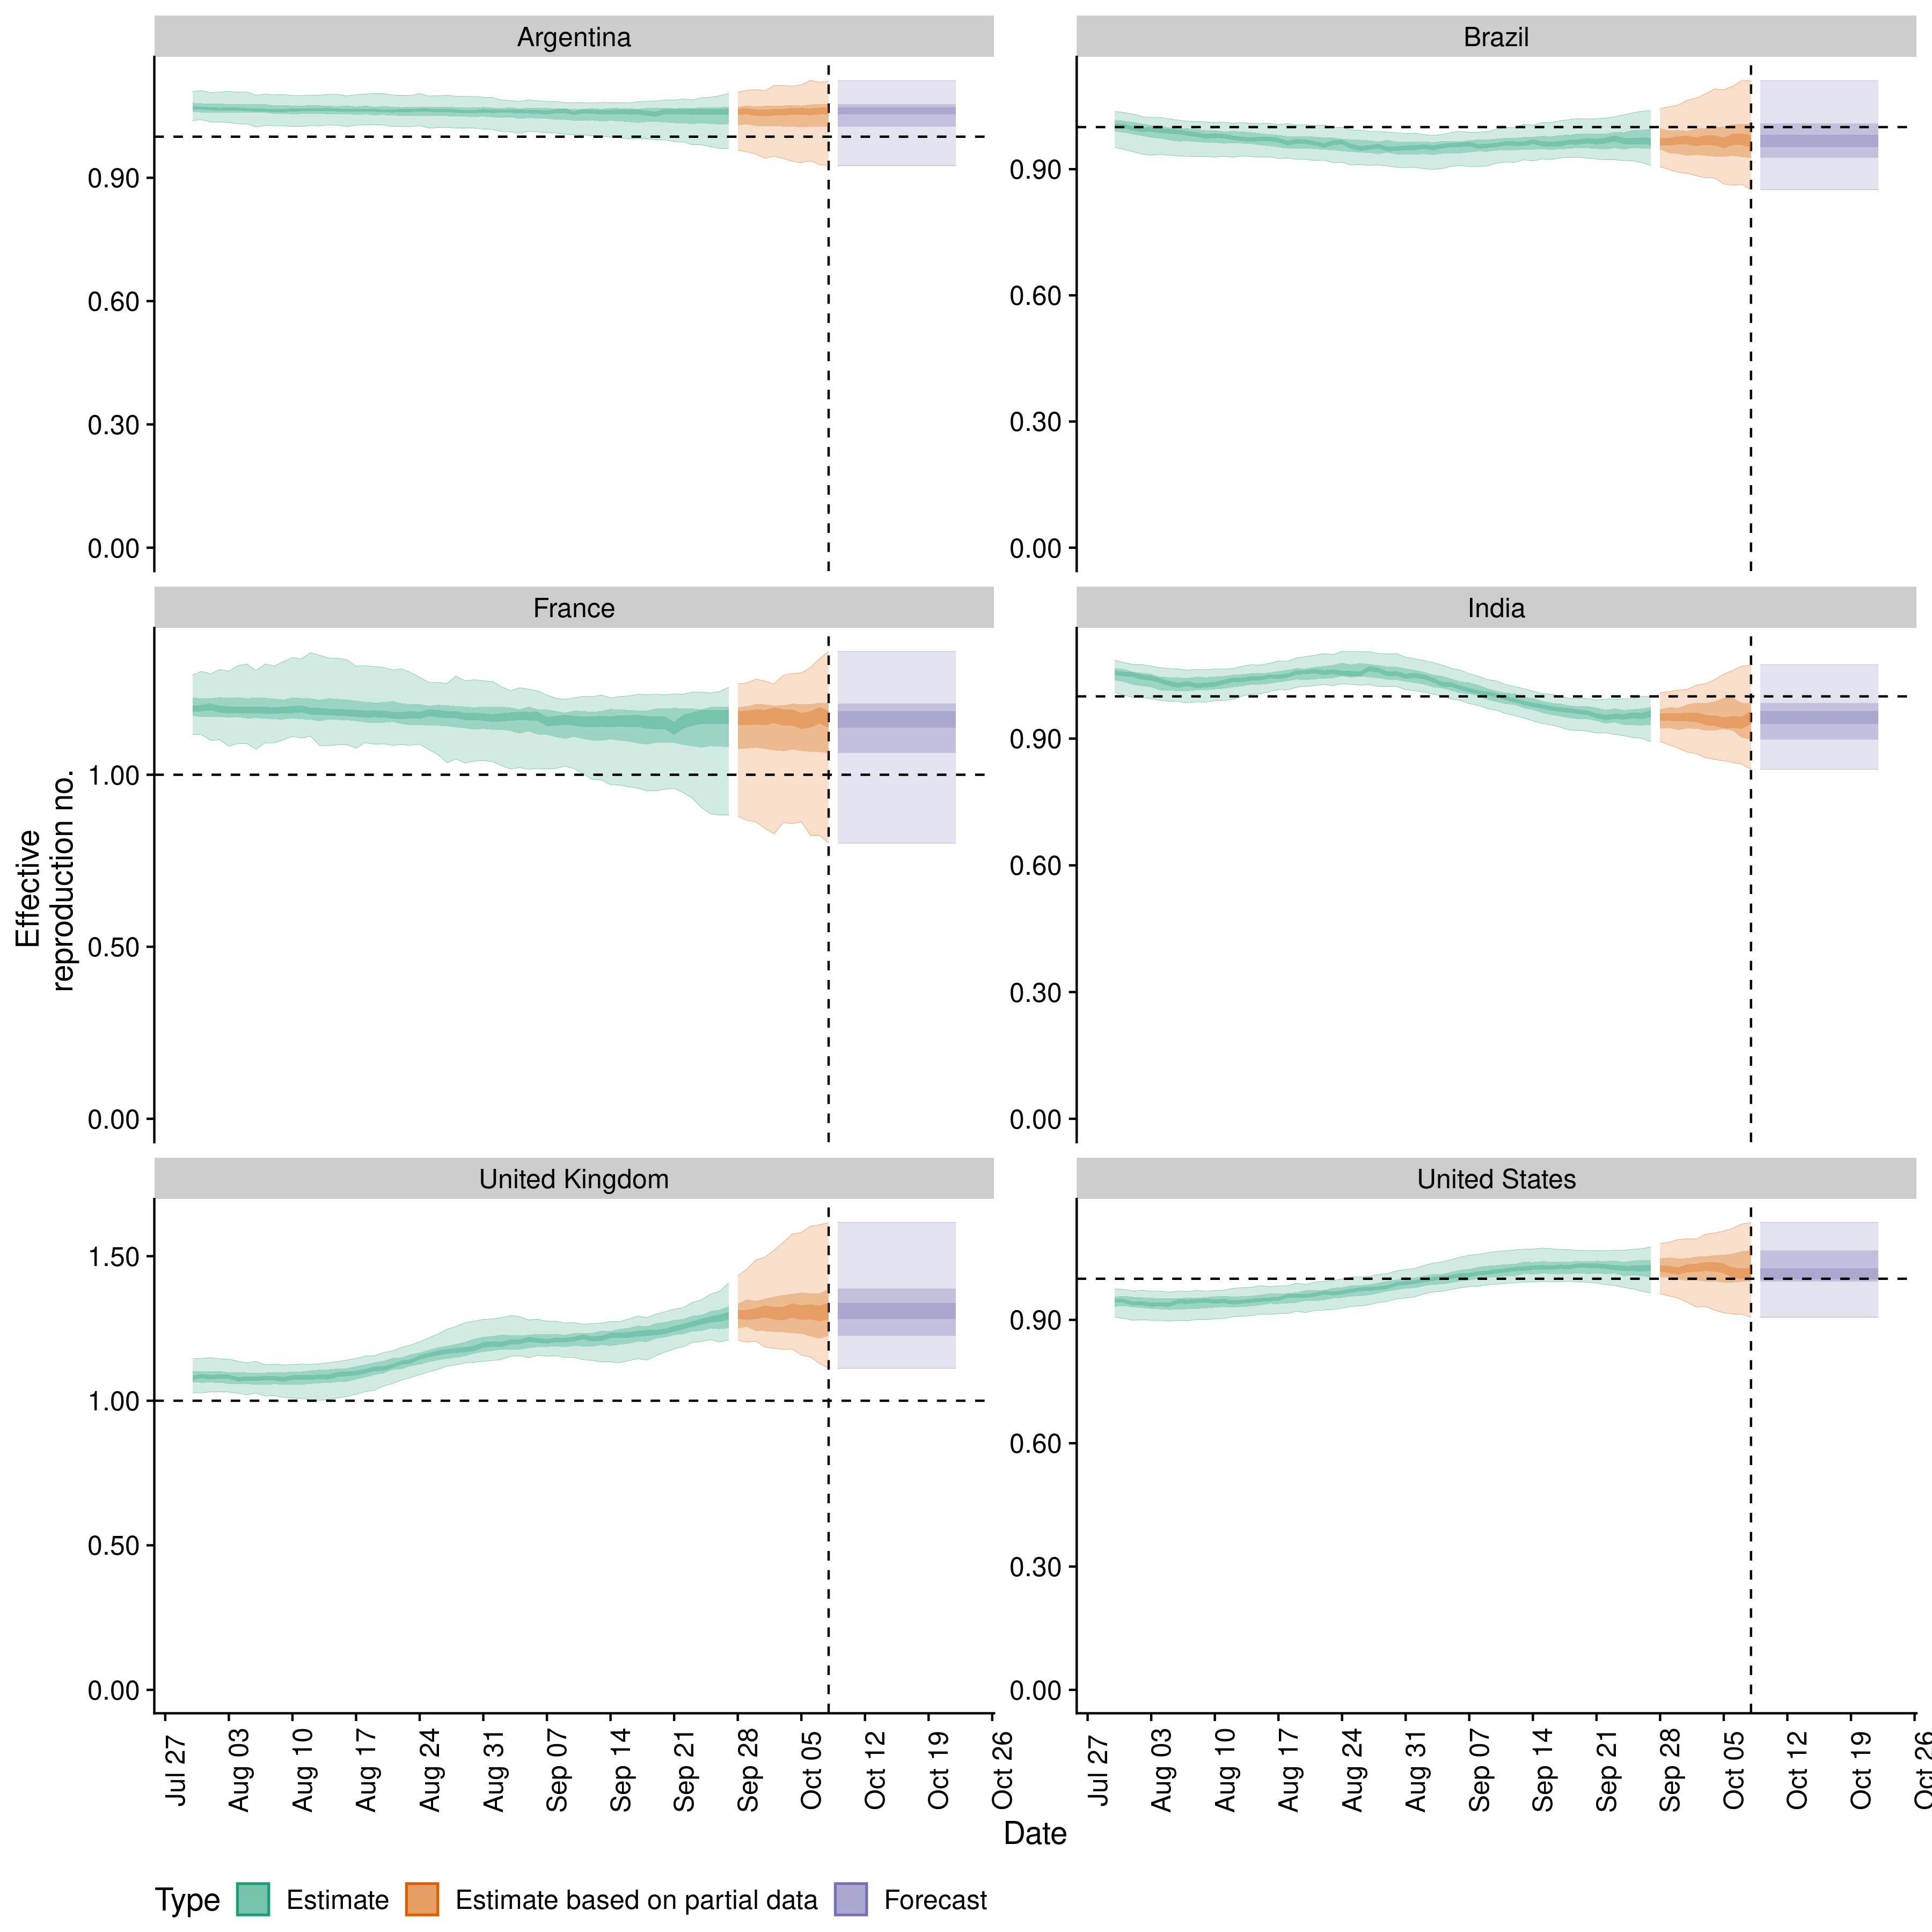 Argentina
Brazil
0.90
0.60
0.30
0.00
0.90
0.60
0.30
0.00
France
India
1.00
0.50
0.00
0.90
0.60
0.30
0.00
United Kingdom
United States
1.50
1.00
0.50
0.00
0.90
0.60
0.30
0.00
Effective
reproduction no.
Jul 27
Aug 03
Aug 10
Aug 17
Aug 24
Aug 31
Sep 07
Sep 14
Sep 21
Sep 28
Oct 05
Oct 12
Oct 19
Oct 26
Jul 27
Aug 03
Aug 10
Aug 17
Aug 24
Aug 31
Sep 07
Sep 14
Sep 21
Sep 28
Oct 05
Oct 12
Oct 19
Oct 26
Date
Type Estimate Estimate based on partial data Forecast